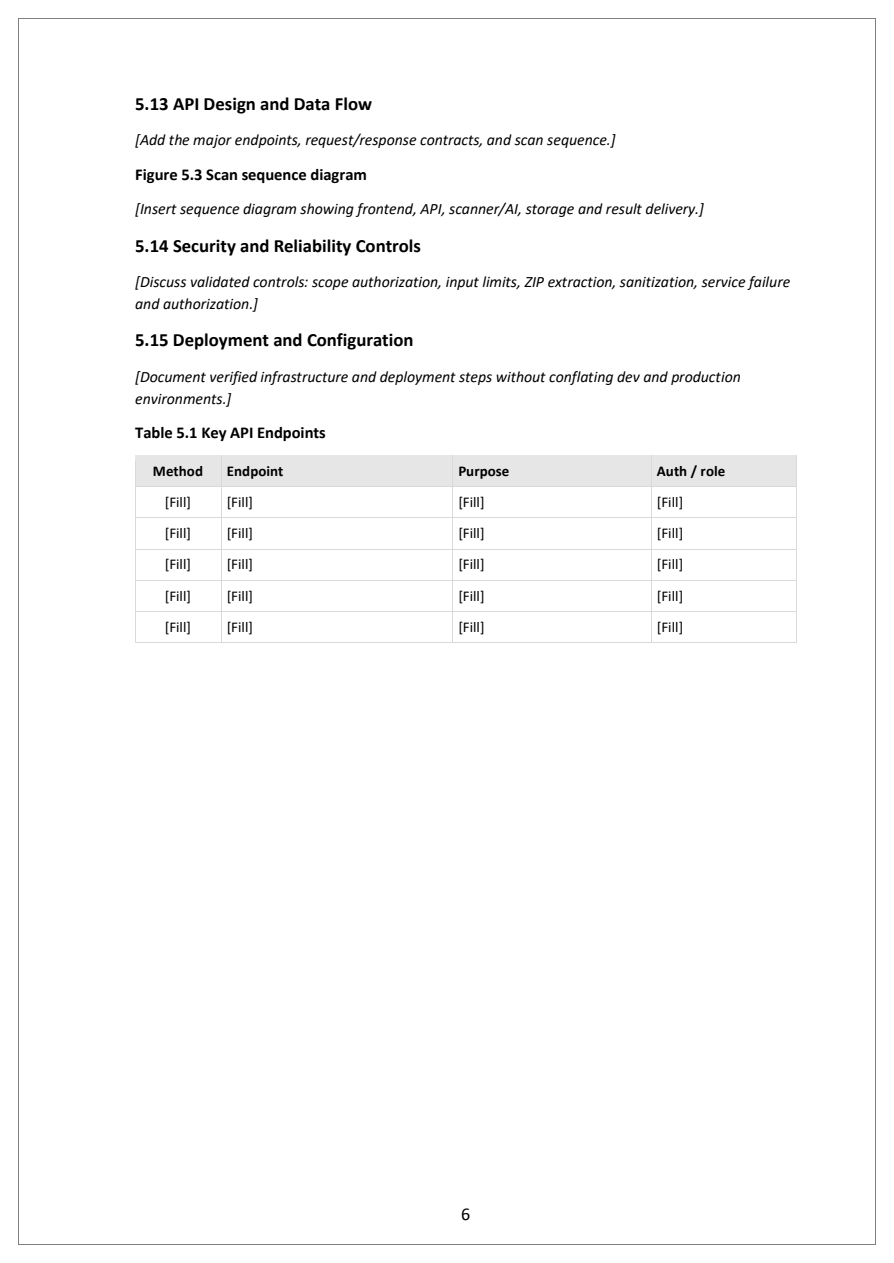 5.13 API Design and Data Flow
[Add the major endpoints, request/response contracts, and scan sequence.]
Figure 5.3 Scan sequence diagram
[Insert sequence diagram showing frontend, API, scanner/AI, storage and result delivery.]
5.14 Security and Reliability Controls
[Discuss validated controls: scope authorization, input limits, ZIP extraction, sanitization, service failure
and authorization.]
5.15 Deployment and Configuration
[Document verified infrastructure and deployment steps without conflating dev and production
environments.]
Table 5.1 Key API Endpoints
Method Endpoint Purpose Auth / role
[Fill] [Fill] [Fill] [Fill]
[Fill] [Fill] [Fill] [Fill]
[Fill] [Fill] [Fill] [Fill]
[Fill] [Fill] [Fill] [Fill]
[Fill] [Fill] [Fill] [Fill]
6